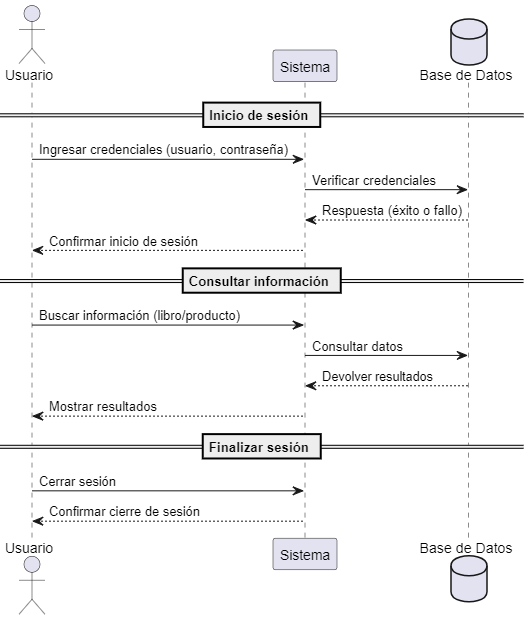 Usuario
Sistema
Base de Datos
Inicio de sesión
Ingresar credenciales (usuario, contraseña)
Verificar credenciales
Respuesta (éxito o fallo)
Confirmar inicio de sesión
Consultar información
Buscar información (libro/producto)
Consultar datos
Devolver resultados
Mostrar resultados
Finalizar sesión
Cerrar sesión
Confirmar cierre de sesión
Usuario
Sistema
Base de Datos